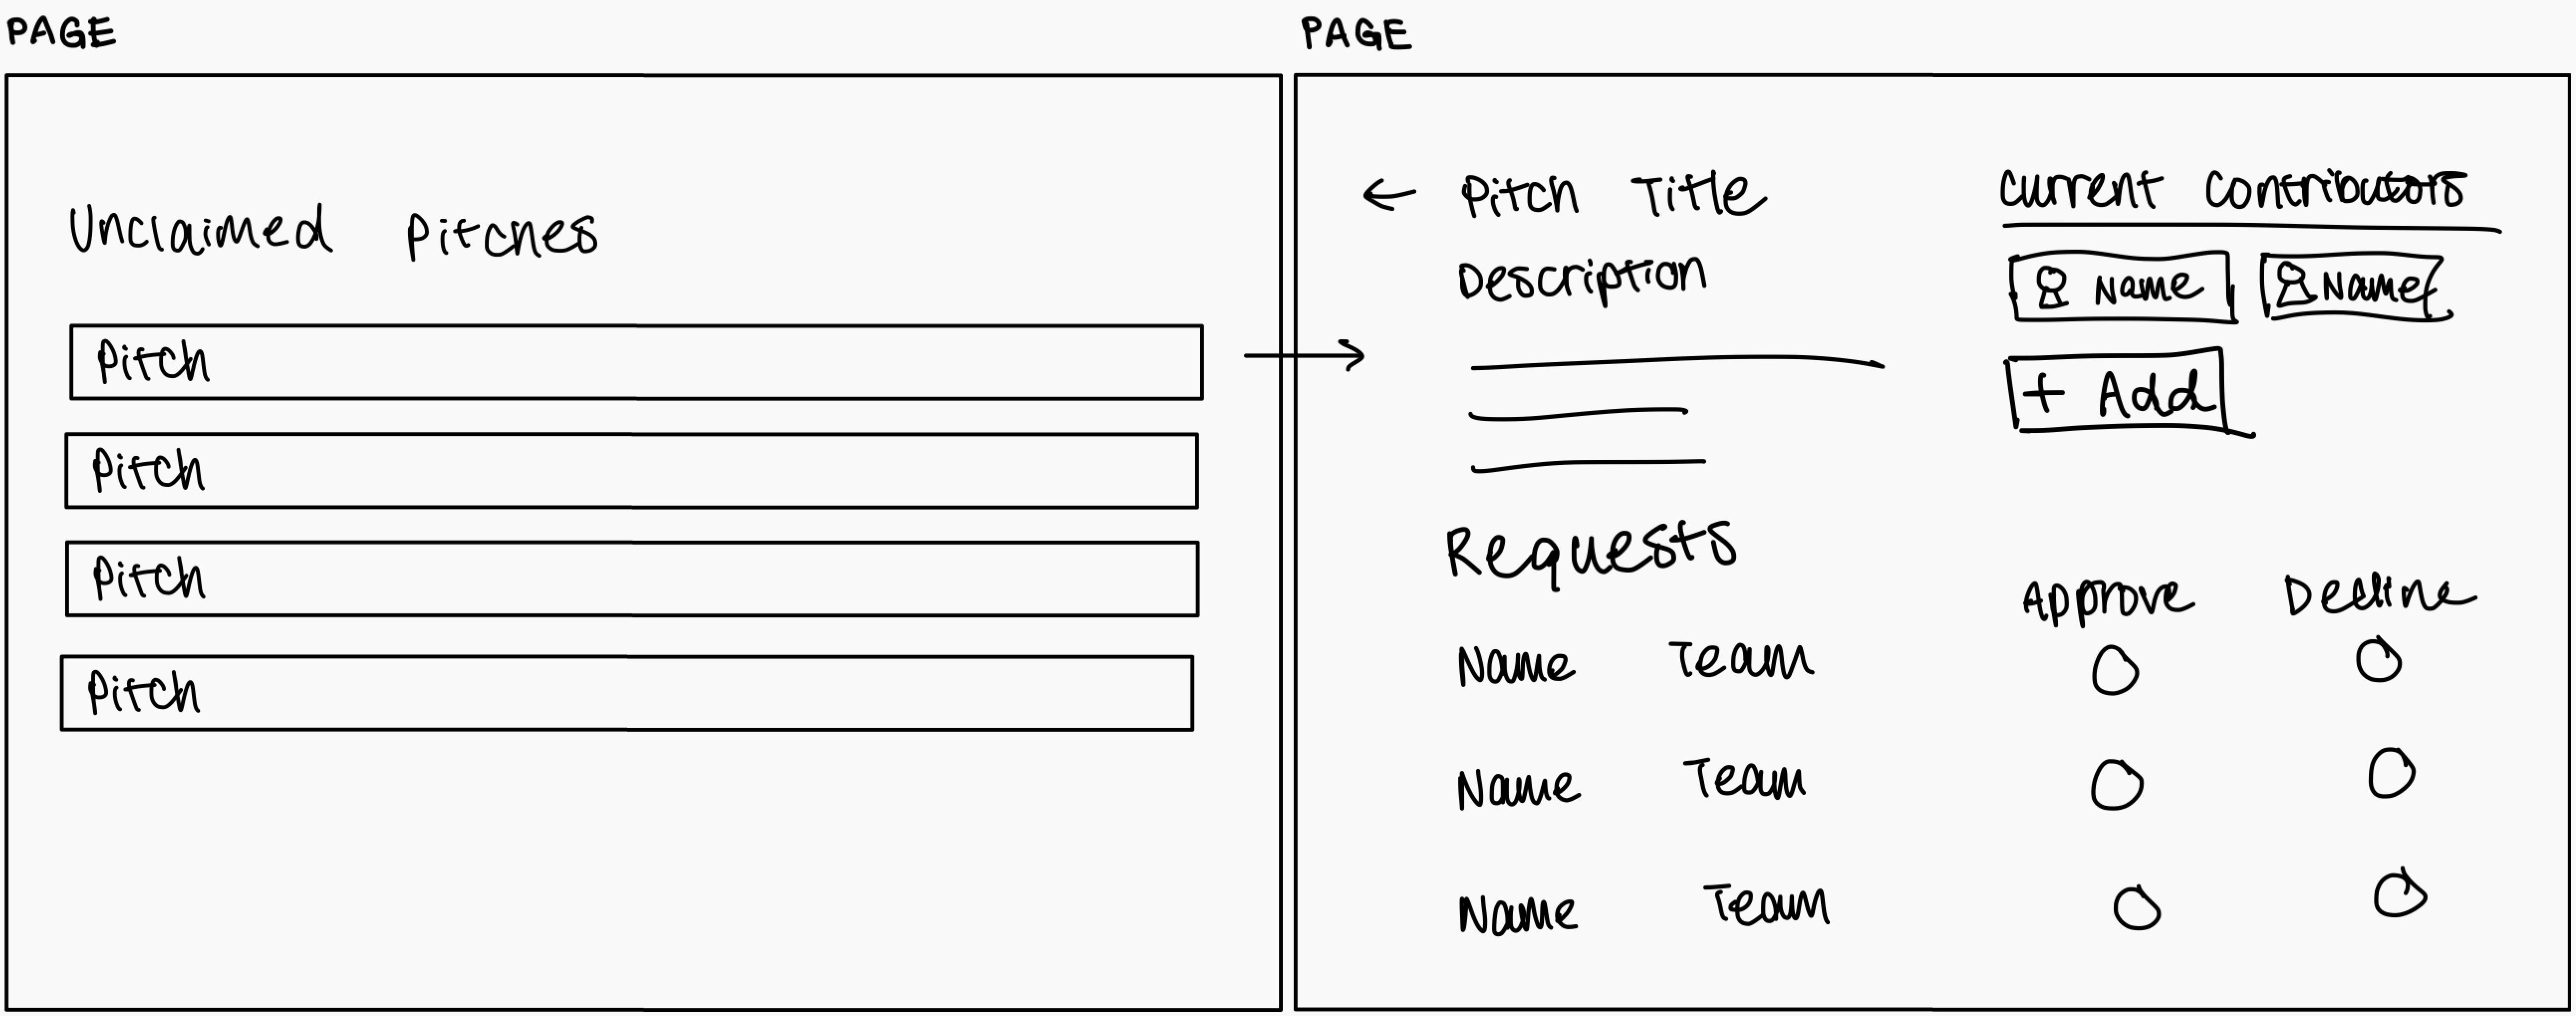 PAGE
Unclaimed Pitches
Pitch
Pitch
Pitch
Pitch
PAGE
← Pitch Title
Description
Current Contributors
Name Name
+ Add
Requests
Approve Decline
Name Team
Name Team
Name Team